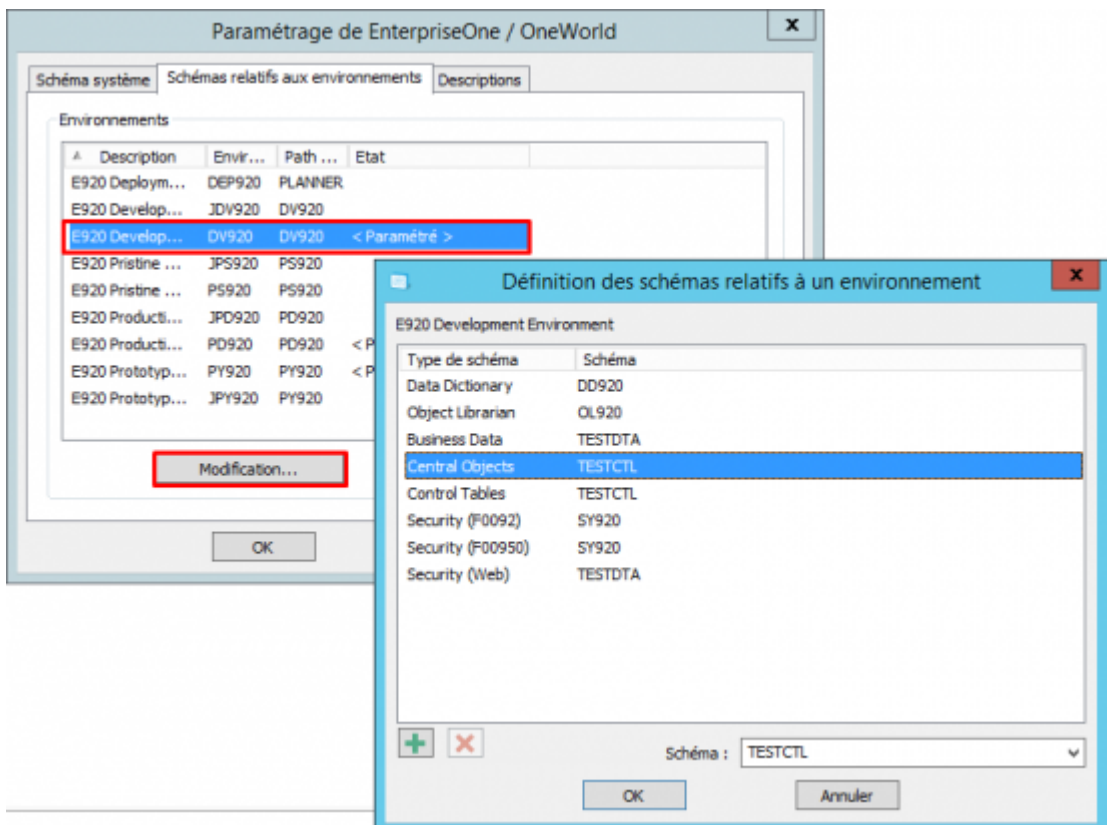 Paramétrage de EnterpriseOne / OneWorld
x
Schéma système Schémas relatifs aux environnements Descriptions
Environnements
Description Envir... Path ... Etat
E920 Deploym... DEP920 PLANNER
E920 Develop... JDV920 DV920
E920 Develop... DV920 DV920 < Paramétré >
E920 Pristine ... JPS920 PS920
E920 Pristine ... PS920 PS920
E920 Producti... JPD920 PD920
E920 Producti... PD920 PD920 < P
E920 Prototyp... PY920 PY920 < P
E920 Prototyp... JPY920 PY920
Modification...
OK
Définition des schémas relatifs à un environnement
x
E920 Development Environment
Type de schéma Schéma
Data Dictionary DD920
Object Librarian OL920
Business Data TESTDTA
Central Objects TESTCTL
Control Tables TESTCTL
Security (F0092) SY920
Security (F00950) SY920
Security (Web) TESTDTA
Schéma : TESTCTL
OK Annuler